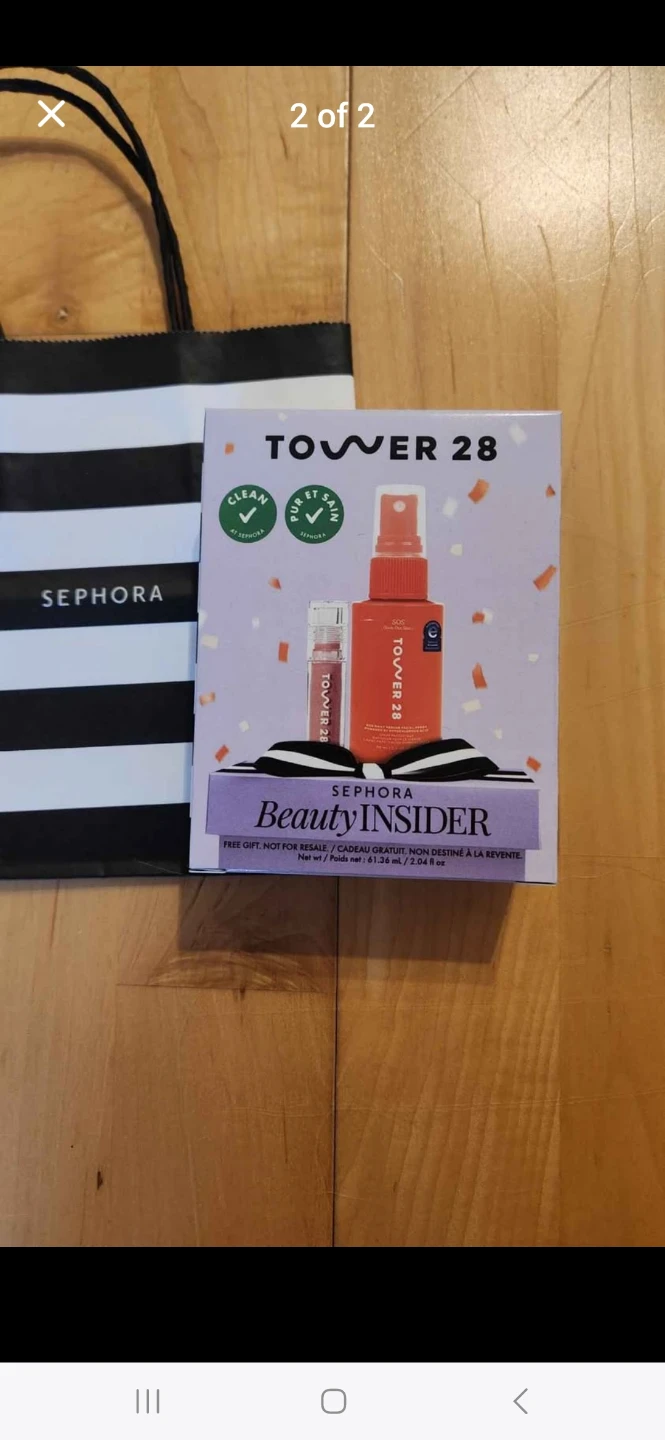 2 of 2
TOWER 28
CLEAN
AT SEPHORA
PUR ET SAIN
SEPHORA
SOS
TOWER 28
TOWER 28
SEPHORA
SEPHORA
Beauty INSIDER
FREE GIFT. NOT FOR RESALE. / CADEAU GRATUIT. NON DESTINÉ À LA REVENTE.
Net wt / Poids net : 61.36 mL / 2.04 fl oz